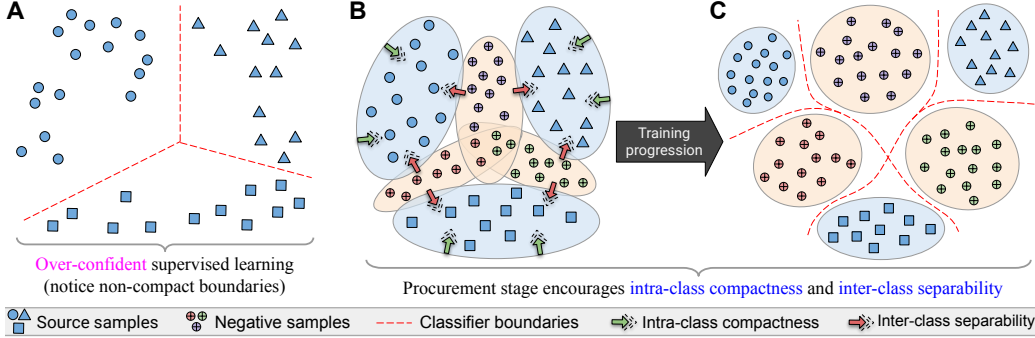 A
B
C
Training
progression
Over-confident supervised learning
(notice non-compact boundaries)
Procurement stage encourages intra-class compactness and inter-class separability
Source samples
Negative samples
Classifier boundaries
Intra-class compactness
Inter-class separability